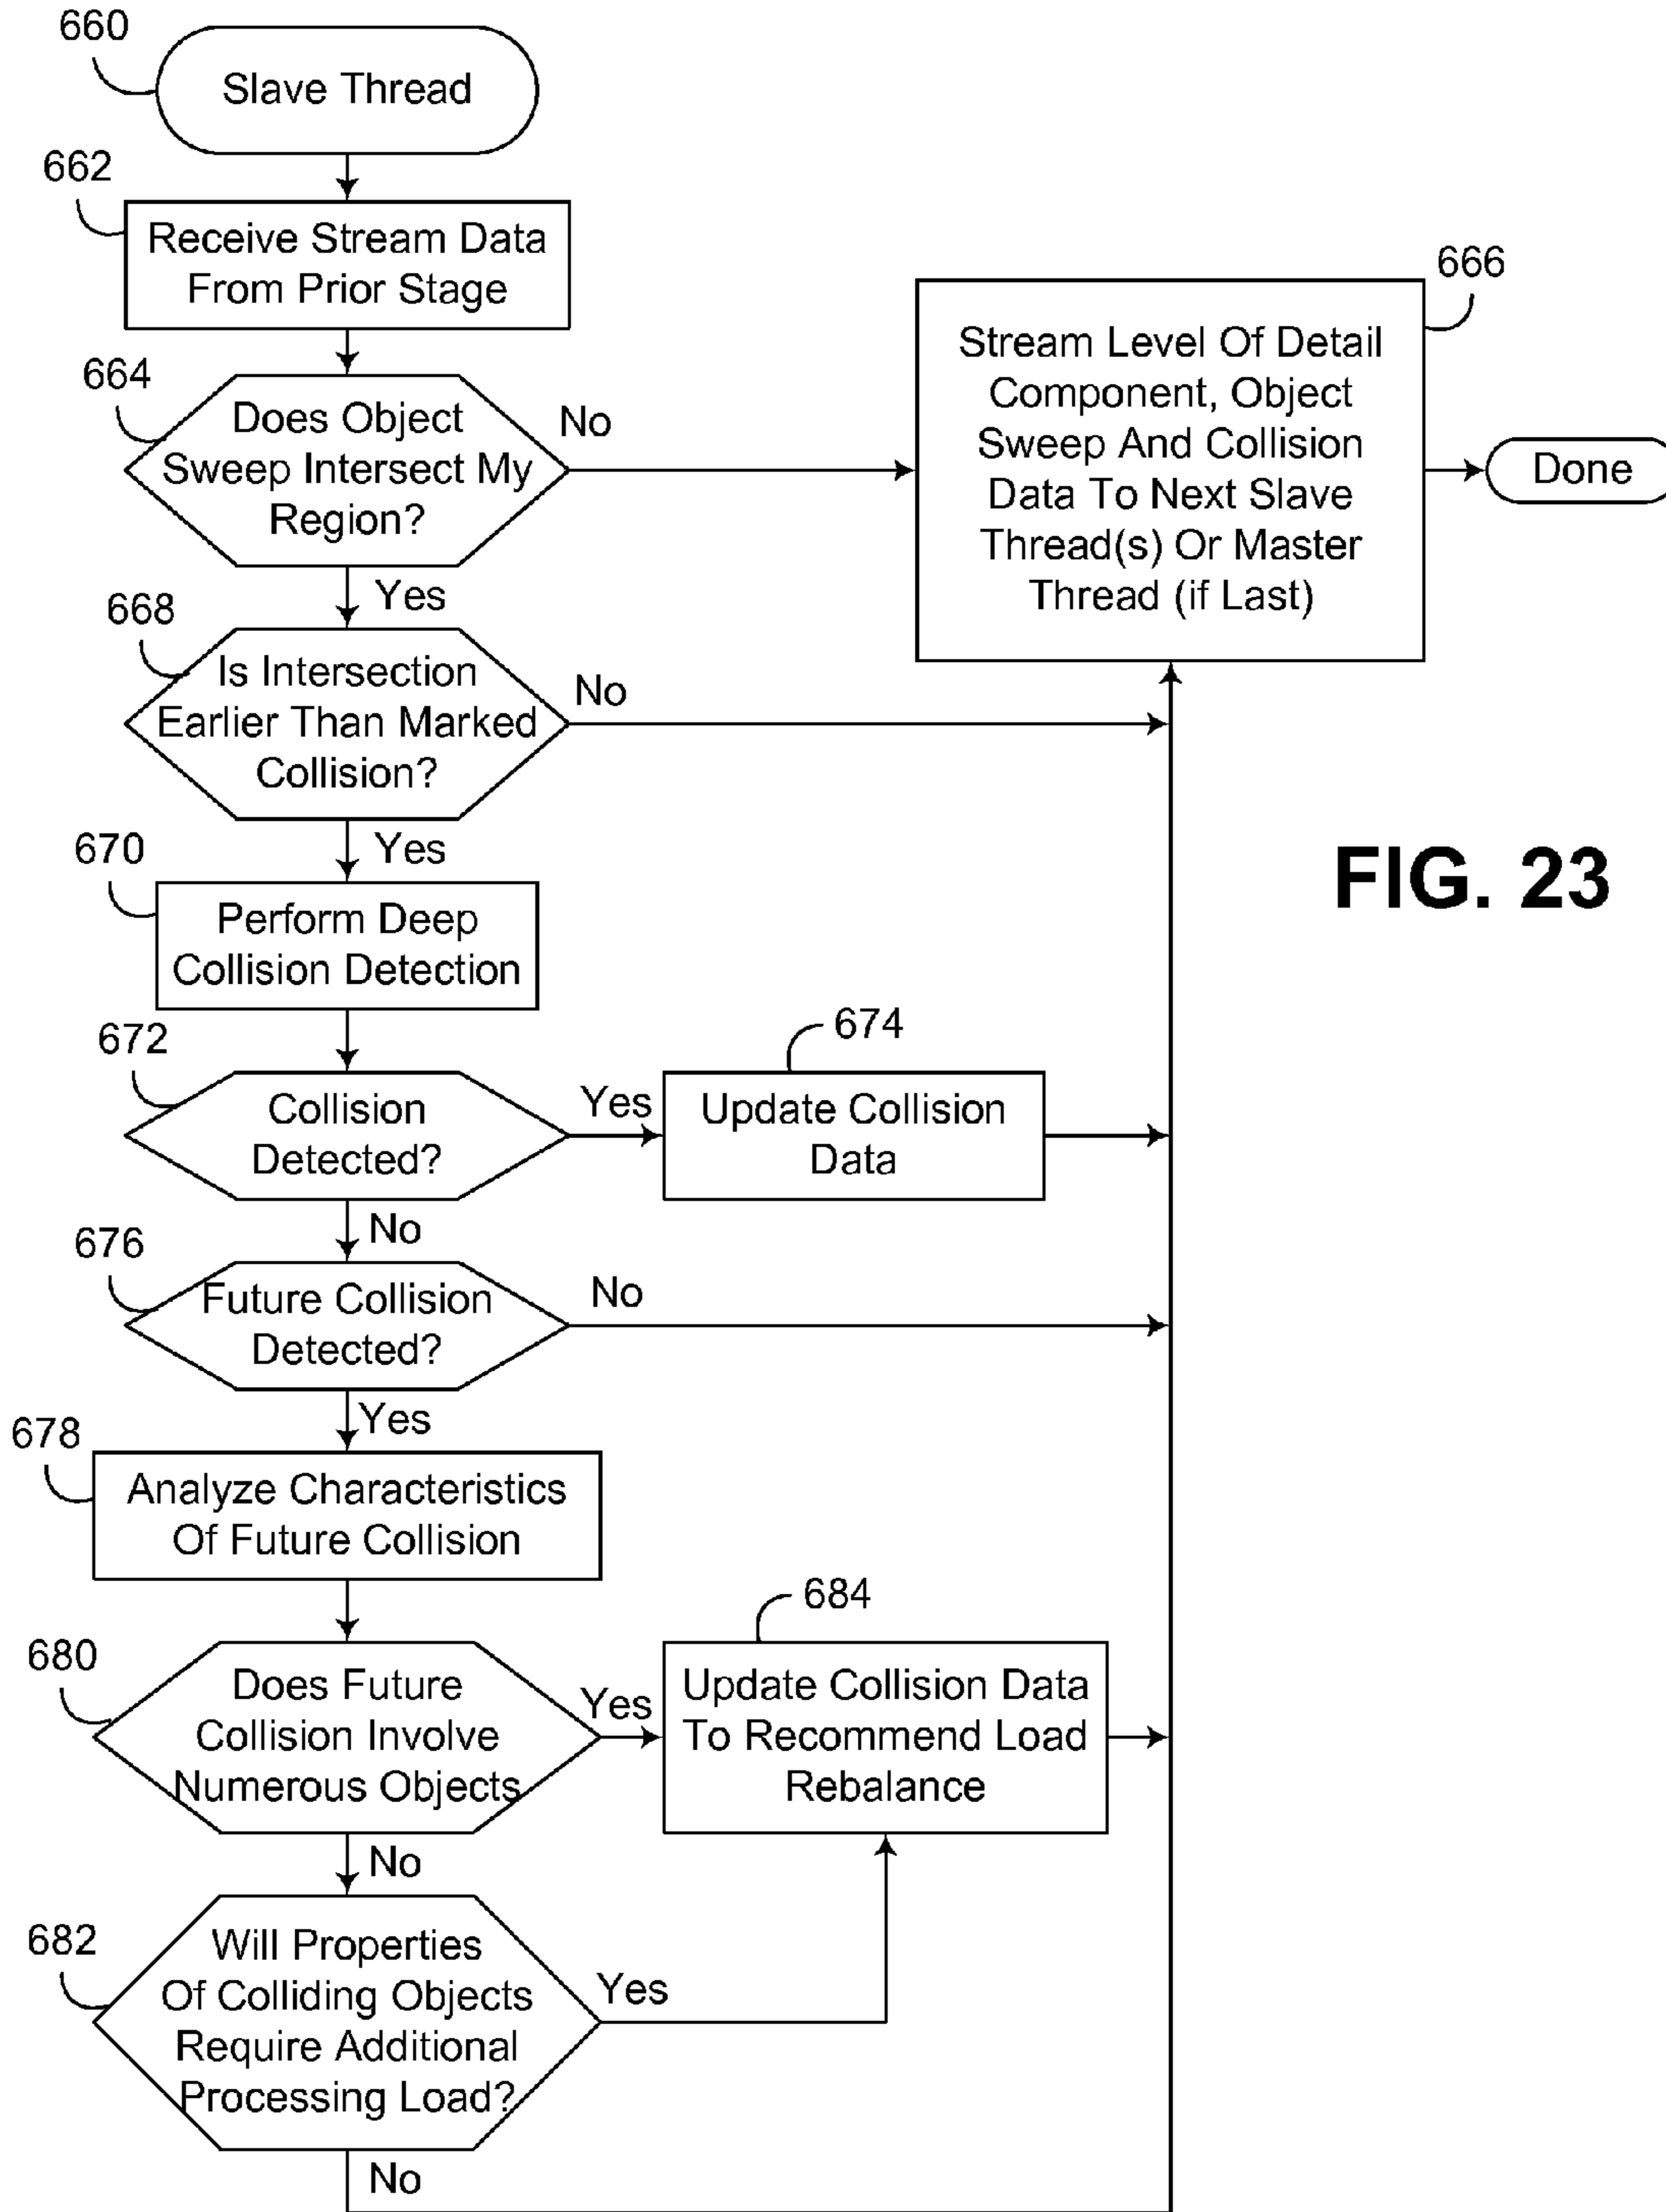 660
Slave Thread
662
Receive Stream Data
From Prior Stage
664
Does Object
Sweep Intersect My
Region?
No
666
Stream Level Of Detail
Component, Object
Sweep And Collision
Data To Next Slave
Thread(s) Or Master
Thread (if Last)
Done
Yes
668
Is Intersection
Earlier Than Marked
Collision?
No
Yes
670
Perform Deep
Collision Detection
FIG. 23
672
Collision
Detected?
Yes
674
Update Collision
Data
No
676
Future Collision
Detected?
No
Yes
678
Analyze Characteristics
Of Future Collision
680
Does Future
Collision Involve
Numerous Objects
Yes
684
Update Collision Data
To Recommend Load
Rebalance
No
682
Will Properties
Of Colliding Objects
Require Additional
Processing Load?
Yes
No